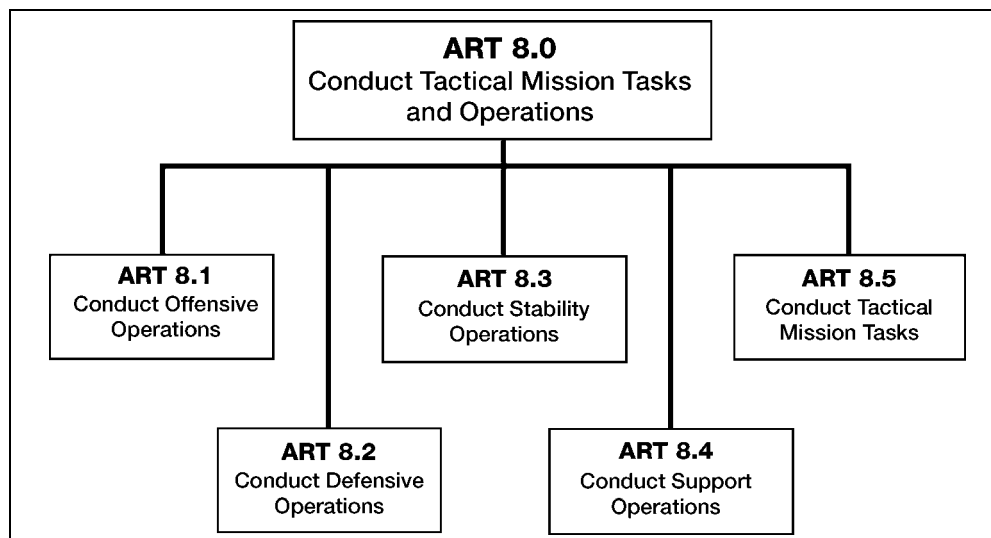 ART 8.0
Conduct Tactical Mission Tasks
and Operations
ART 8.1
Conduct Offensive
Operations
ART 8.3
Conduct Stability
Operations
ART 8.5
Conduct Tactical
Mission Tasks
ART 8.2
Conduct Defensive
Operations
ART 8.4
Conduct Support
Operations